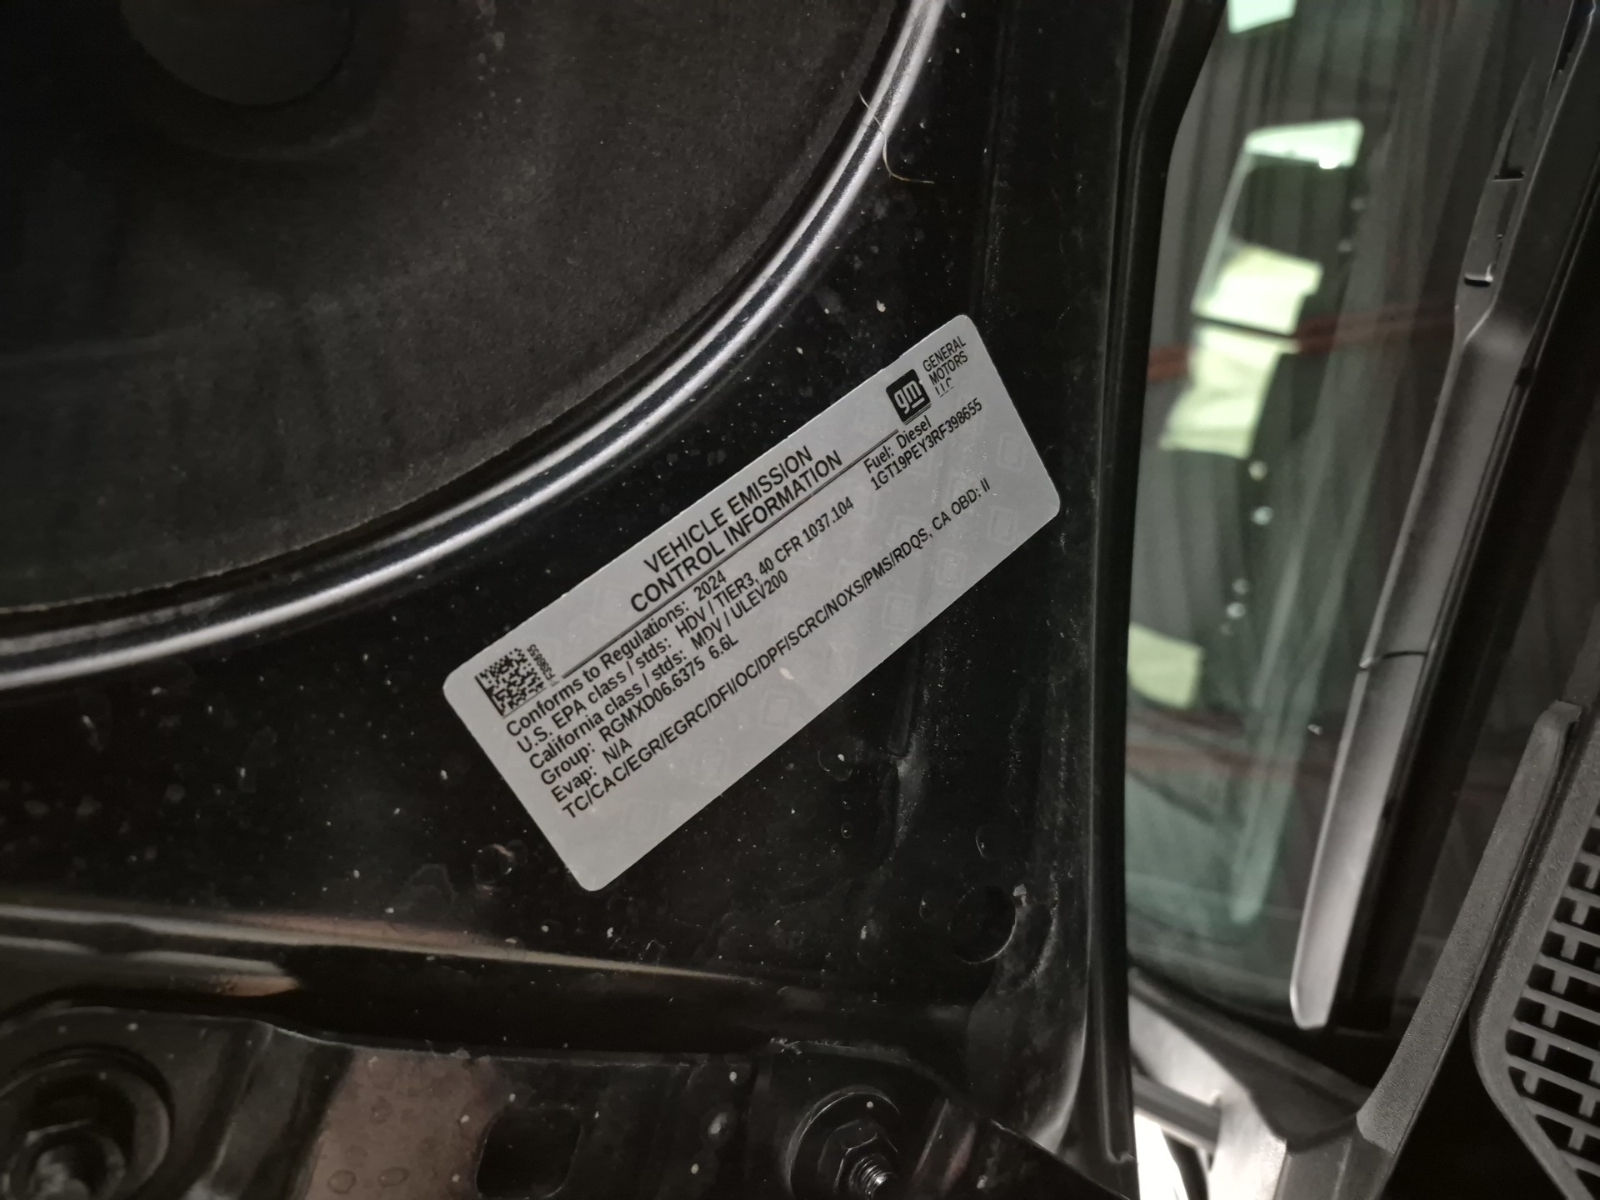 VEHICLE EMISSION
CONTROL INFORMATION
gm
GENERAL
MOTORS
LLC
Conforms to Regulations: 2024
Fuel: Diesel
U.S. EPA class / stds: HDV / TIER3, 40 CFR 1037.104
1GT19PEY3RF398655
California class / stds: MDV / ULEV200
Group: RGMXD06.6375 6.6L
Evap: N/A
TC/CAC/EGR/EGRC/DFI/OC/DPF/SCRC/NOXS/PMS/RDQS, CA OBD: II